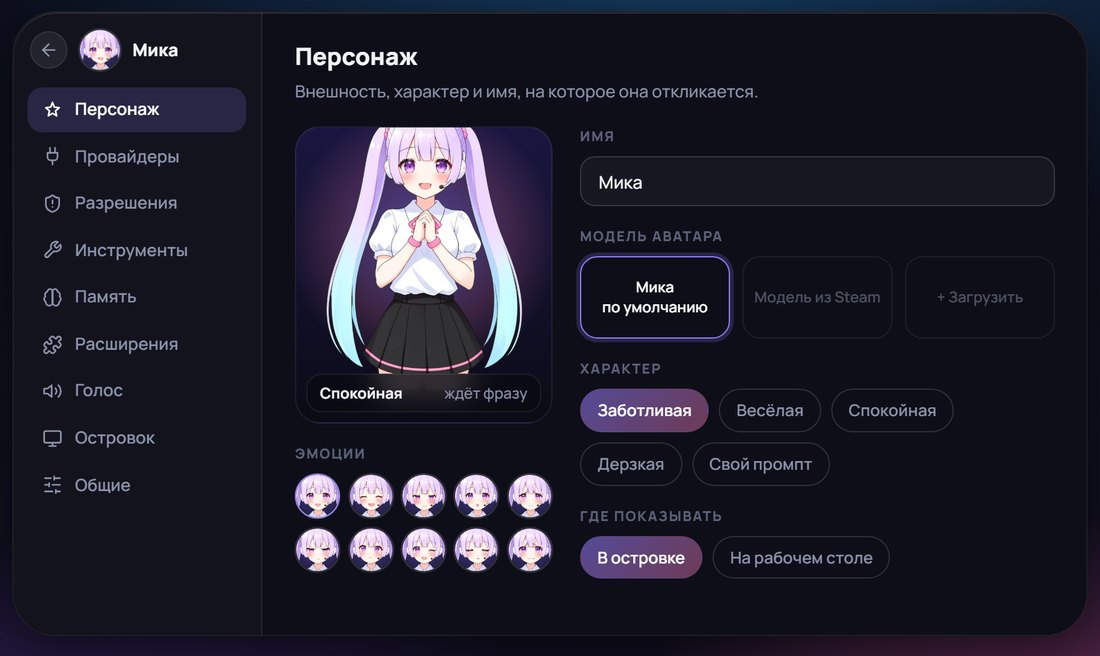 Мика
Персонаж
Провайдеры
Разрешения
Инструменты
Память
Расширения
Голос
Островок
Общие
Персонаж
Внешность, характер и имя, на которое она откликается.
Спокойная
ждёт фразу
ЭМОЦИИ
ИМЯ
Мика
МОДЕЛЬ АВАТАРА
Мика
по умолчанию
Модель из Steam
+ Загрузить
ХАРАКТЕР
Заботливая
Весёлая
Спокойная
Дерзкая
Свой промпт
ГДЕ ПОКАЗЫВАТЬ
В островке
На рабочем столе